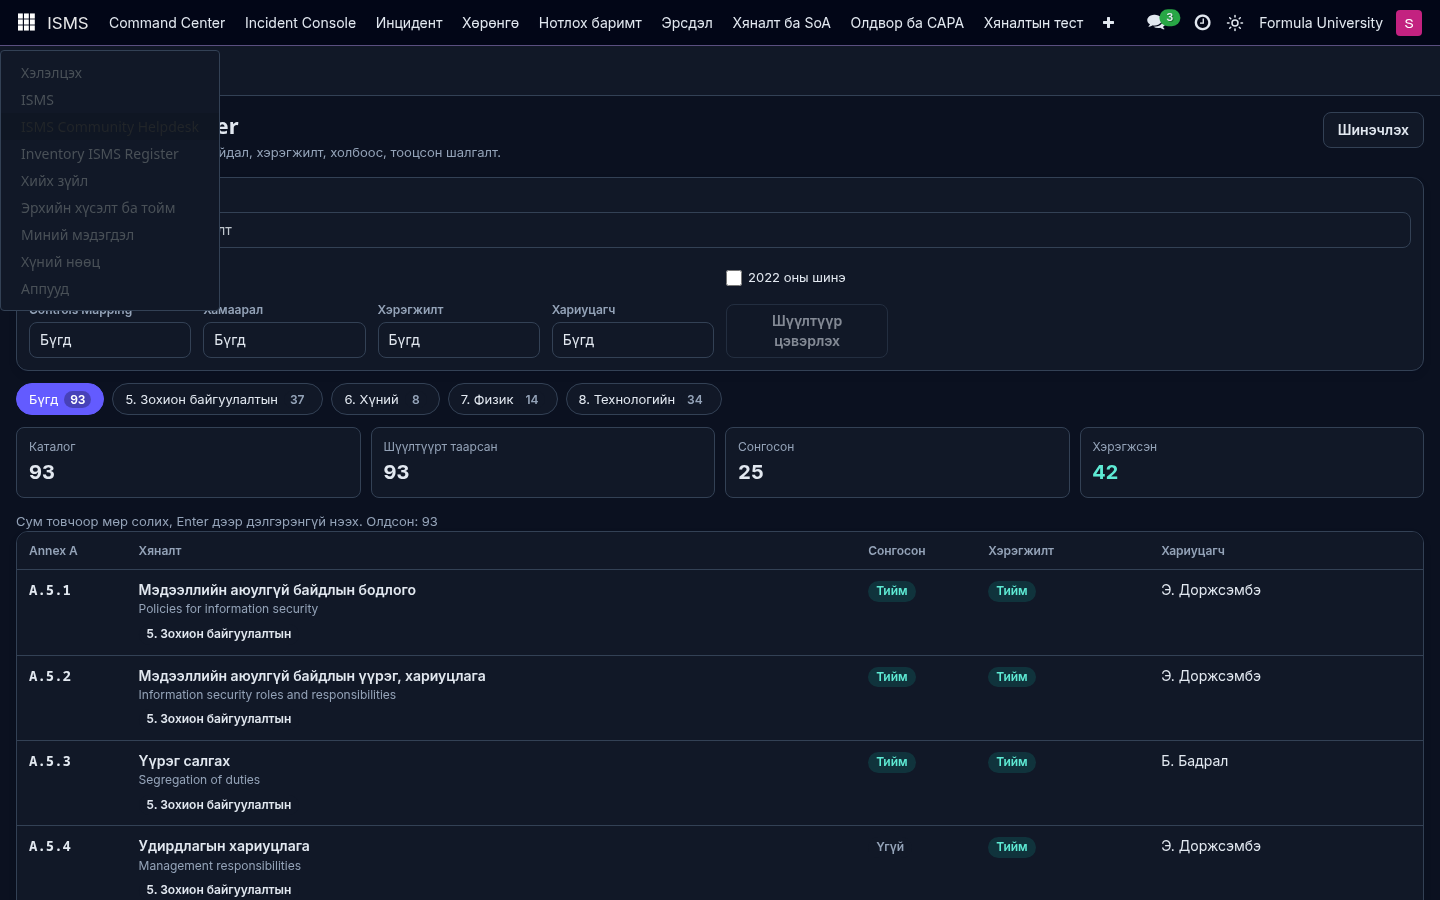 ISMS Command Center Incident Console Инцидент Хөрөнгө Нотлох баримт Эрсдэл Хяналт ба SoA Олдвор ба CAPA Хяналтын тест 3 Formula University S
Хэлэлцэх
ISMS
ISMS Community Helpdesk
Inventory ISMS Register
Хийх зүйл
Эрхийн хүсэлт ба тойм
Миний мэдэгдэл
Хүний нөөц
Аппууд
Шинэчлэх
хэрэгжилт, холбоос, тооцсон шалгалт.
2022 оны шинэ
Controls Mapping Хамаарал Хэрэгжилт Хариуцагч
Бүгд Бүгд Бүгд Бүгд Шүүлтүүр
цэвэрлэх
Бүгд 93 5. Зохион байгуулалтын 37 6. Хүний 8 7. Физик 14 8. Технологийн 34
Каталог Шүүлтүүрт таарсан Сонгосон Хэрэгжсэн
93 93 25 42
Сум товчоор мөр солих, Enter дээр дэлгэрэнгүй нээх. Олдсон: 93
Annex A Хяналт Сонгосон Хэрэгжилт Хариуцагч
A.5.1 Мэдээллийн аюулгүй байдлын бодлого Тийм Тийм Э. Доржсэмбэ
Policies for information security
5. Зохион байгуулалтын
A.5.2 Мэдээллийн аюулгүй байдлын үүрэг, хариуцлага Тийм Тийм Э. Доржсэмбэ
Information security roles and responsibilities
5. Зохион байгуулалтын
A.5.3 Үүрэг салгах Тийм Тийм Б. Бадрал
Segregation of duties
5. Зохион байгуулалтын
A.5.4 Удирдлагын хариуцлага Үгүй Тийм Э. Доржсэмбэ
Management responsibilities
5. Зохион байгуулалтын